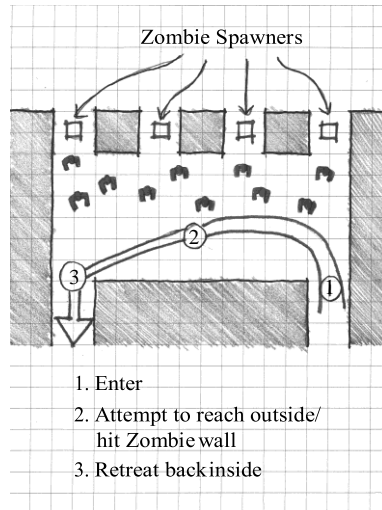 Zombie Spawners
2
3
1
1. Enter
2. Attempt to reach outside/
hit Zombie wall
3. Retreat back inside